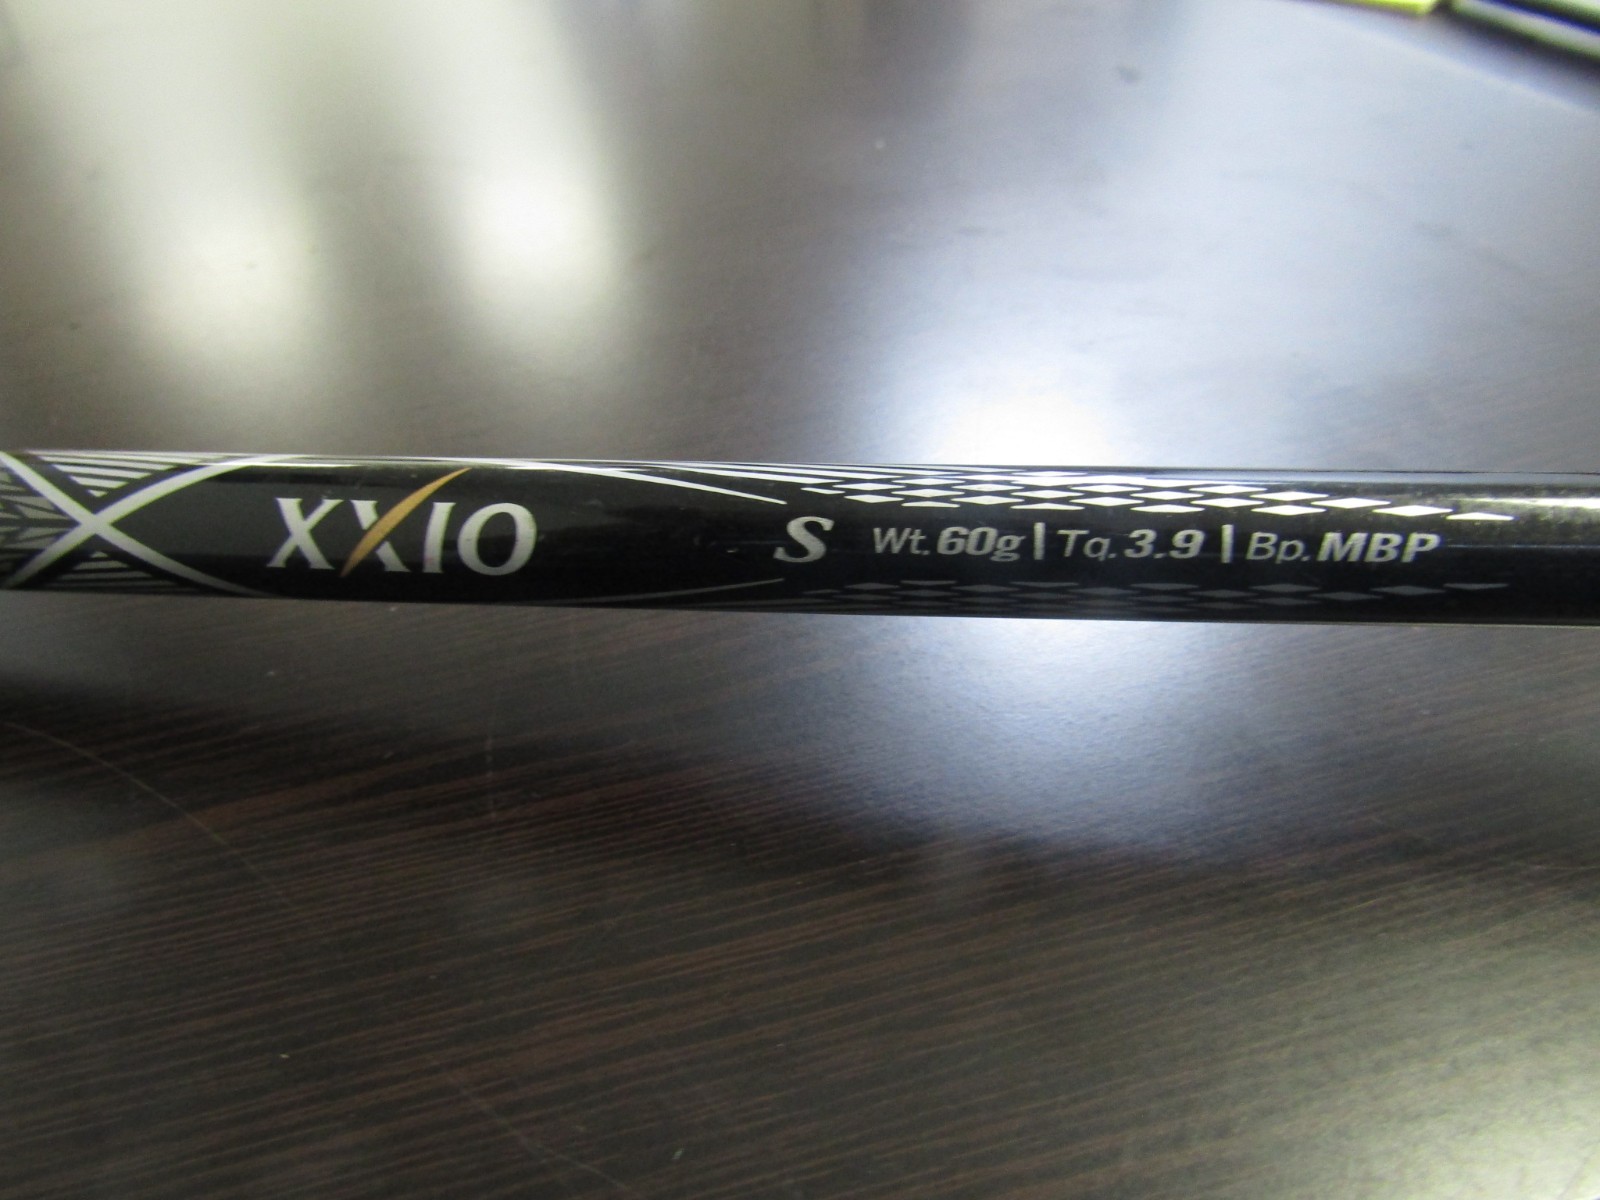 XXIO S Wt. 60g | Tq. 3.9 | Bp. MBP